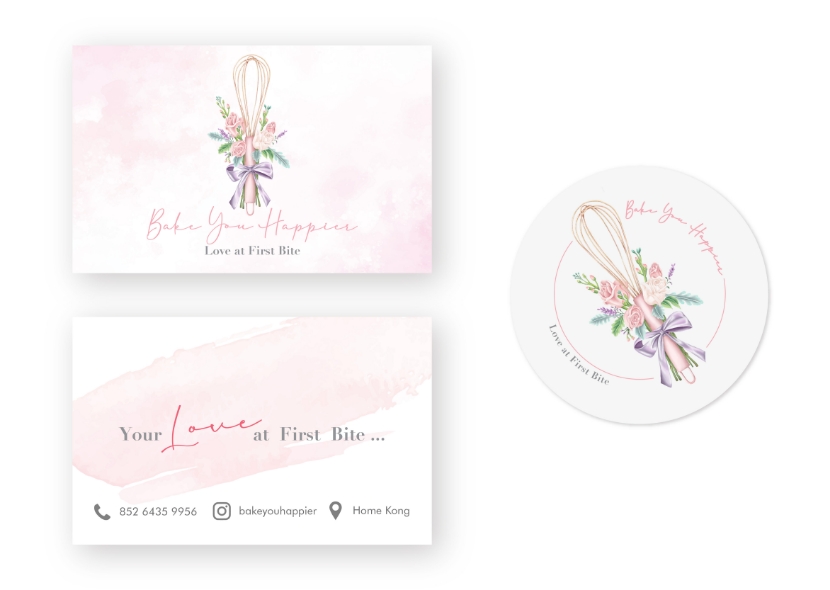 Bake You Happier
Love at First Bite
Your Love at First Bite ...
852 6435 9956
bakeyouhappier
Home Kong
Bake You Happier
Love at First Bite